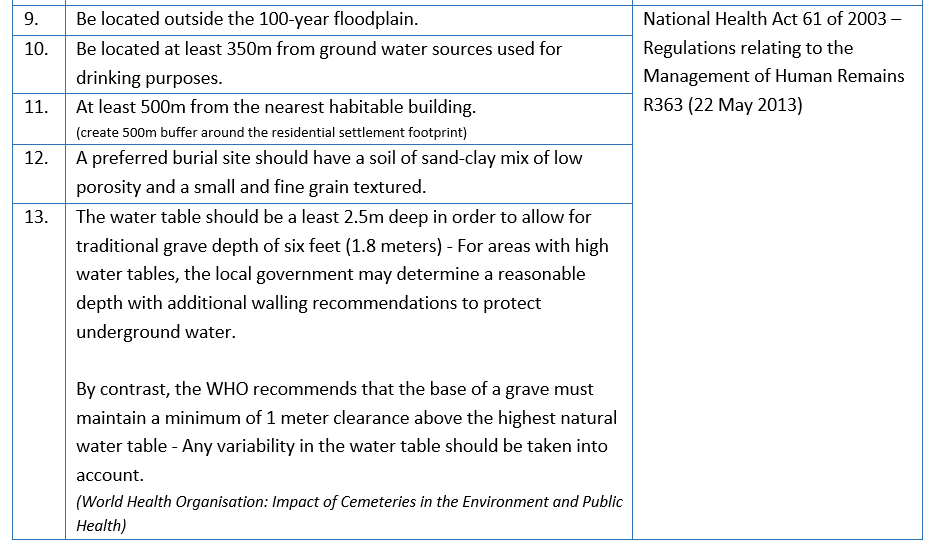 9. Be located outside the 100-year floodplain.
10. Be located at least 350m from ground water sources used for
drinking purposes.
11. At least 500m from the nearest habitable building.
(create 500m buffer around the residential settlement footprint)
12. A preferred burial site should have a soil of sand-clay mix of low
porosity and a small and fine grain textured.
13. The water table should be a least 2.5m deep in order to allow for
traditional grave depth of six feet (1.8 meters) - For areas with high
water tables, the local government may determine a reasonable
depth with additional walling recommendations to protect
underground water.
By contrast, the WHO recommends that the base of a grave must
maintain a minimum of 1 meter clearance above the highest natural
water table - Any variability in the water table should be taken into
account.
(World Health Organisation: Impact of Cemeteries in the Environment and Public
Health)
National Health Act 61 of 2003 –
Regulations relating to the
Management of Human Remains
R363 (22 May 2013)